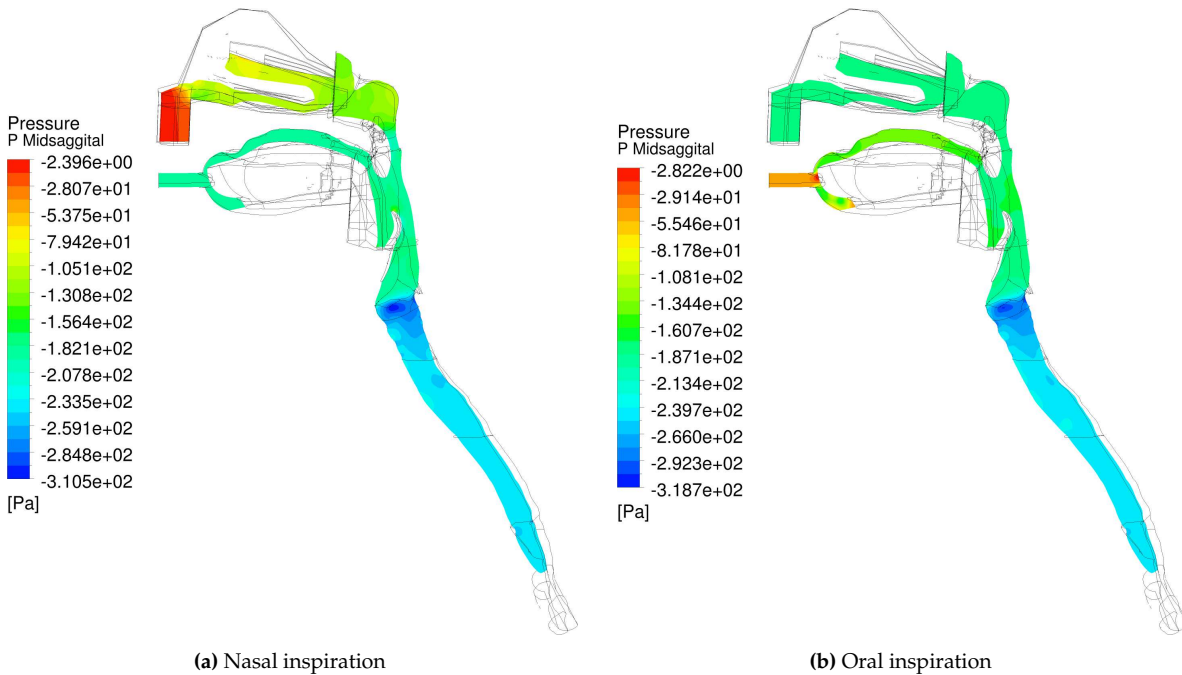 Pressure
P Midsaggital
-2.396e+00
-2.807e+01
-5.375e+01
-7.942e+01
-1.051e+02
-1.308e+02
-1.564e+02
-1.821e+02
-2.078e+02
-2.335e+02
-2.591e+02
-2.848e+02
-3.105e+02
[Pa]
(a) Nasal inspiration
Pressure
P Midsaggital
-2.822e+00
-2.914e+01
-5.546e+01
-8.178e+01
-1.081e+02
-1.344e+02
-1.607e+02
-1.871e+02
-2.134e+02
-2.397e+02
-2.660e+02
-2.923e+02
-3.187e+02
[Pa]
(b) Oral inspiration